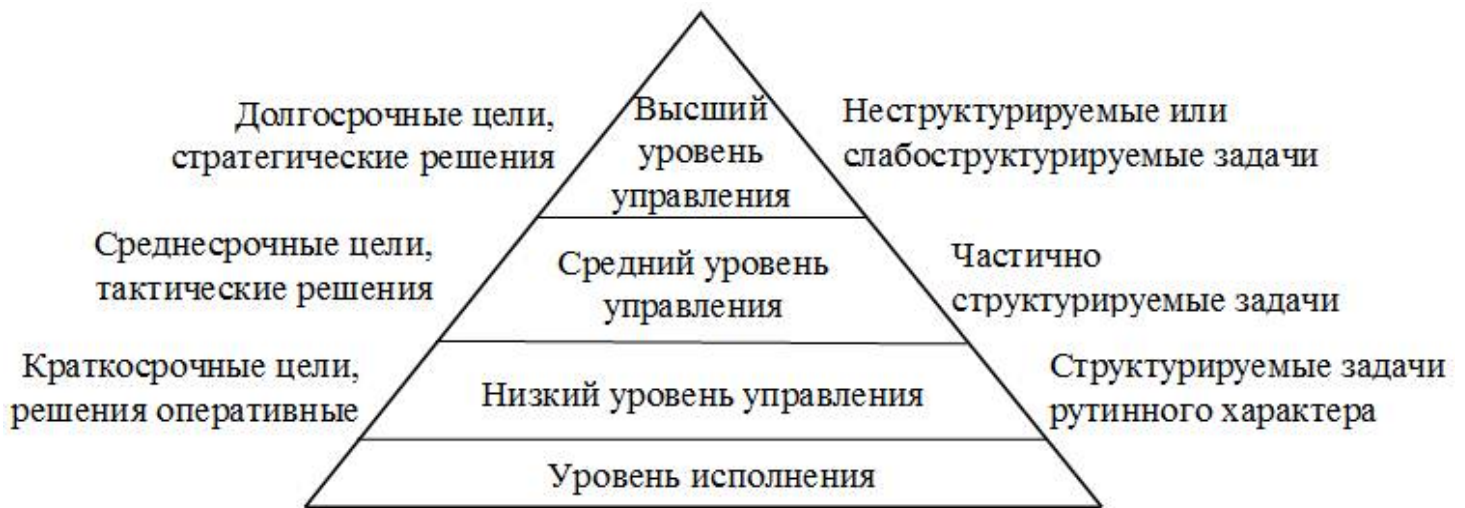 Долгосрочные цели,
стратегические решения
Высший
уровень
управления
Неструктурируемые или
слабоструктурируемые задачи
Среднесрочные цели,
тактические решения
Средний уровень
управления
Частично
структурируемые задачи
Краткосрочные цели,
решения оперативные
Низкий уровень управления
Структурируемые задачи
рутинного характера
Уровень исполнения